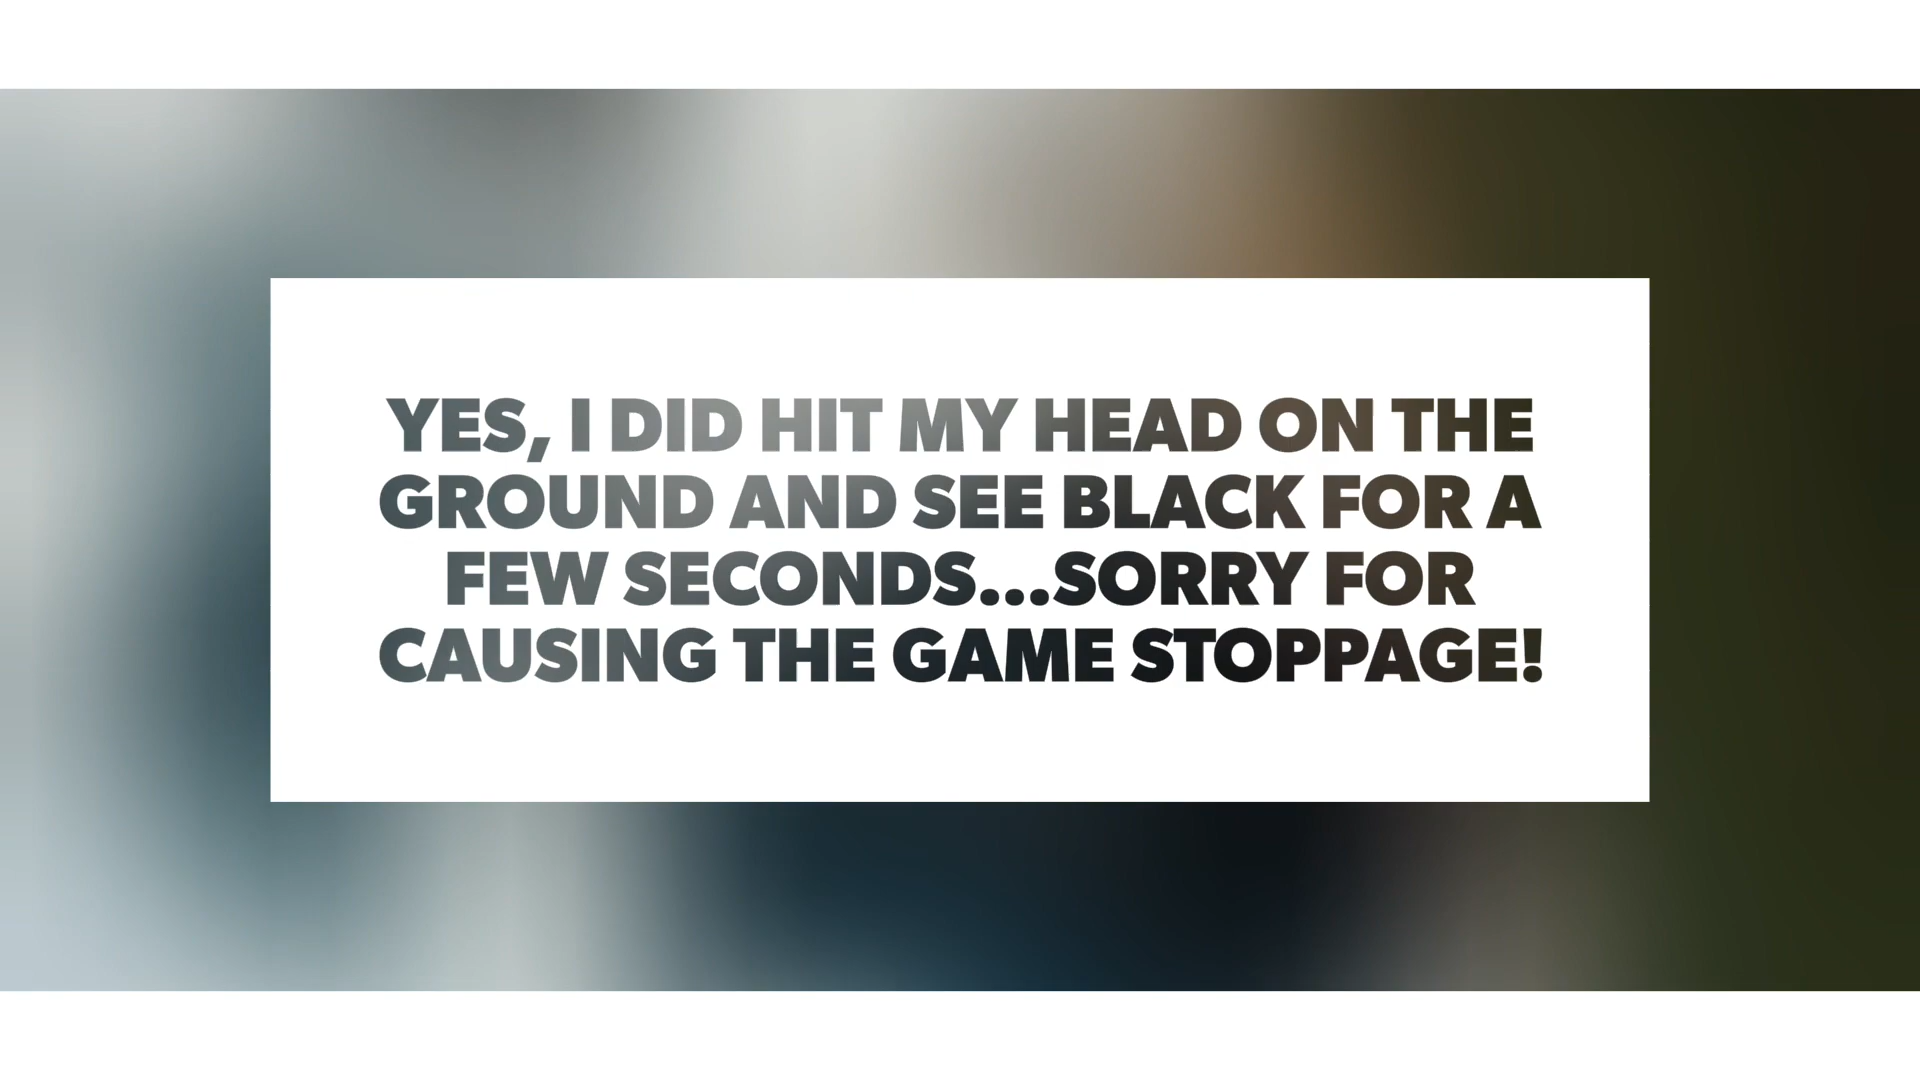 YES, I DID HIT MY HEAD ON THE
GROUND AND SEE BLACK FOR A
FEW SECONDS...SORRY FOR
CAUSING THE GAME STOPPAGE!